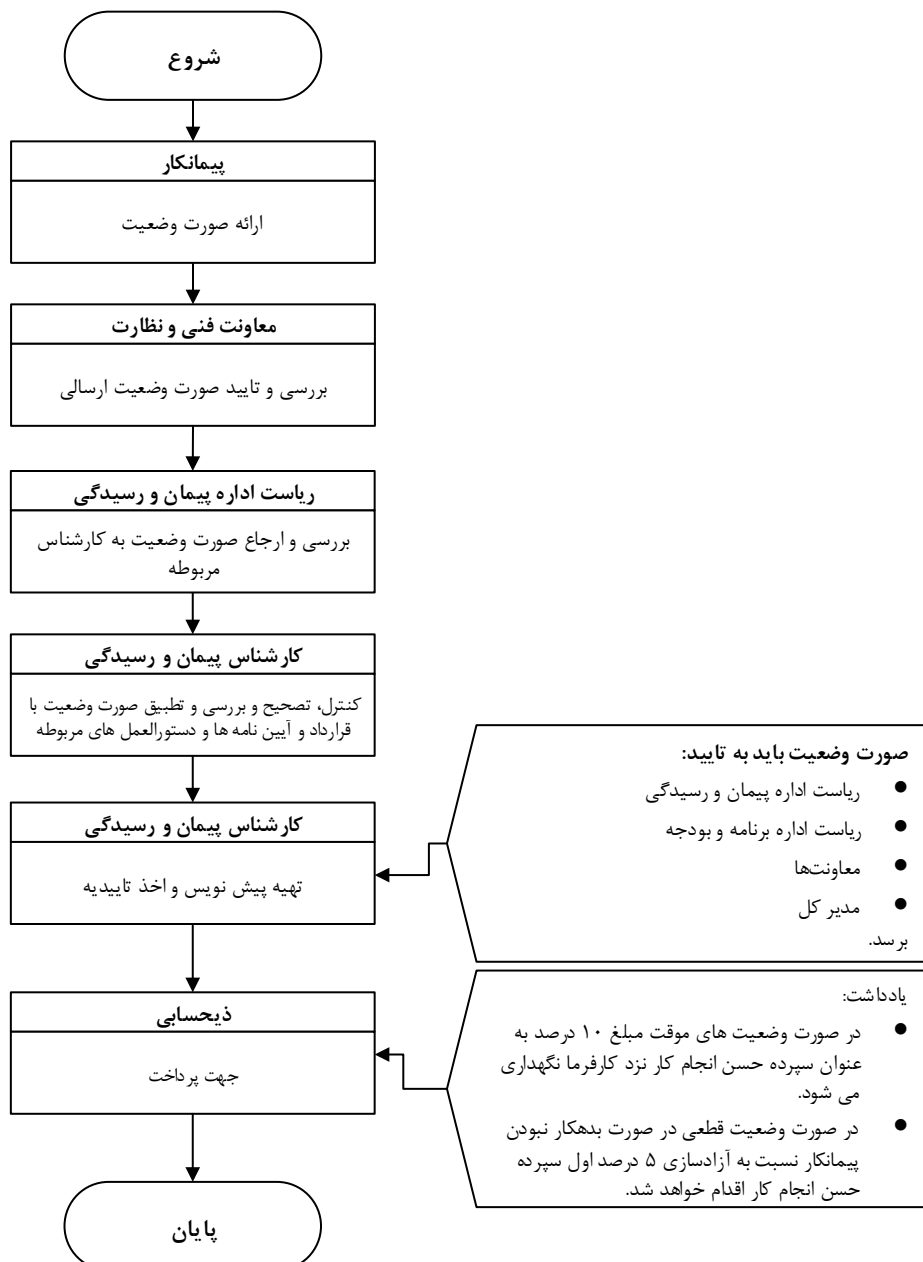 شروع
پیمانکار
ارائه صورت وضعیت
معاونت فنی و نظارت
بررسی و تایید صورت وضعیت ارسالی
ریاست اداره پیمان و رسیدگی
بررسی و ارجاع صورت وضعیت به کارشناس
مربوطه
کارشناس پیمان و رسیدگی
کنترل، تصحیح و بررسی و تطبیق صورت وضعیت با
قرارداد و آیین نامه ها و دستورالعمل های مربوطه
کارشناس پیمان و رسیدگی
تهیه پیش نویس و اخذ تاییدیه
صورت وضعیت باید به تایید:
● ریاست اداره پیمان و رسیدگی
● ریاست اداره برنامه و بودجه
● معاونت‌ها
● مدیر کل
برسد.
ذیحسابی
جهت پرداخت
یادداشت:
● در صورت وضعیت های موقت مبلغ ۱۰ درصد به
عنوان سپرده حسن انجام کار نزد کارفرما نگهداری
می شود.
● در صورت وضعیت قطعی در صورت بدهکار نبودن
پیمانکار نسبت به آزادسازی ۵ درصد اول سپرده
حسن انجام کار اقدام خواهد شد.
پایان